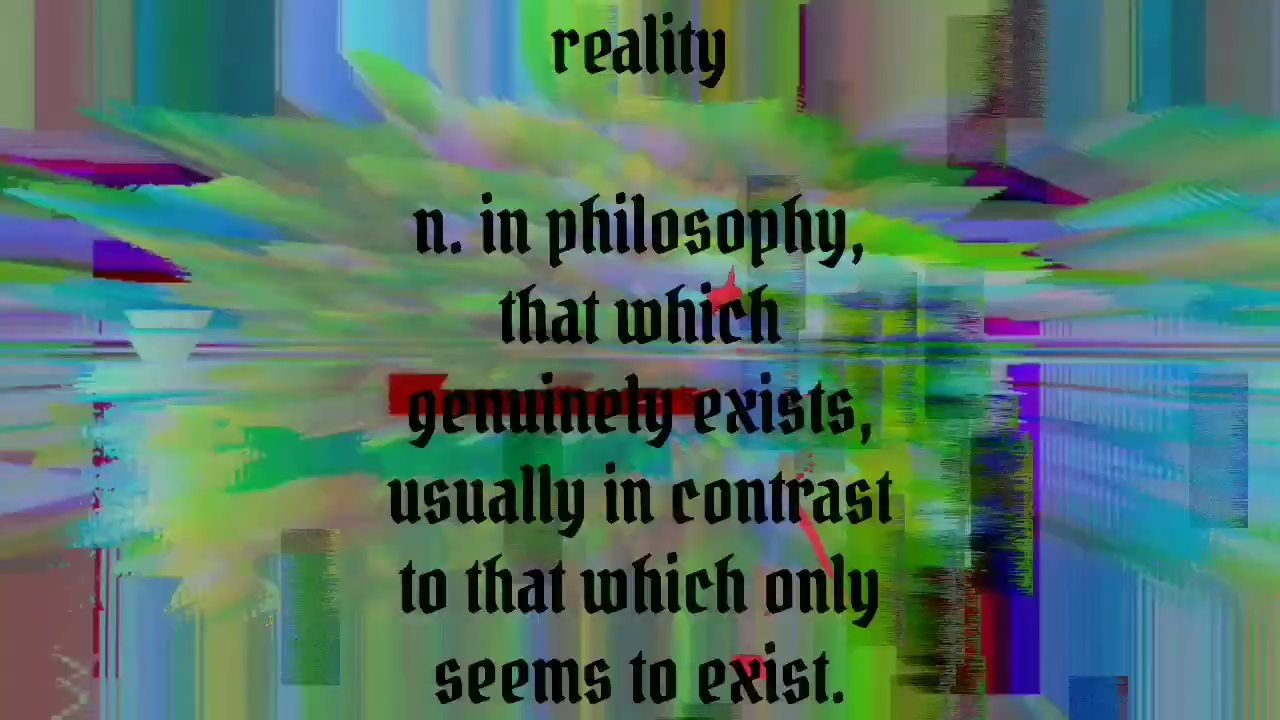 reality
n. in philosophy,
that which
genuinely exists,
usually in contrast
to that which only
seems to exist.